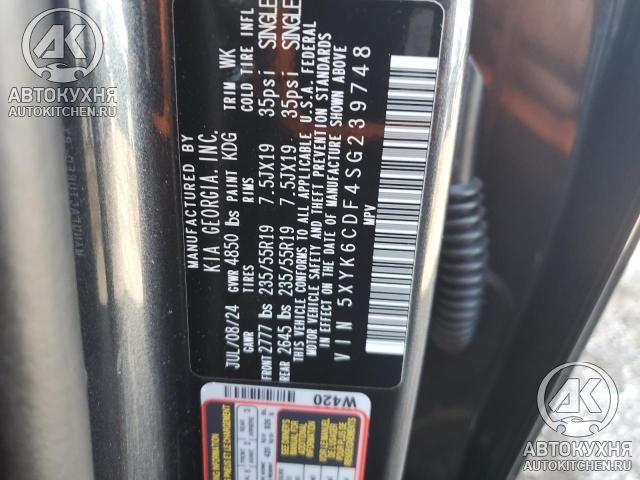 MANUFACTURED BY
KIA GEORGIA, INC.
JUL/08/24 GVWR 4850 lbs PAINT KDG TRIM WK
GAWR TIRES RIMS COLD TIRE INFL
FRONT 2777 lbs 235/55R19 7.5JX19 35psi SINGLE
REAR 2645 lbs 235/55R19 7.5JX19 35psi SINGLE
THIS VEHICLE CONFORMS TO ALL APPLICABLE U.S.A. FEDERAL
MOTOR VEHICLE SAFETY AND THEFT PREVENTION STANDARDS
IN EFFECT ON THE DATE OF MANUFACTURE SHOWN ABOVE
VIN 5XYK6CDF4SG239748
MPV
W420
AK
АВТОКУХНЯ
AUTOKITCHEN.RU
AK
АВТОКУХНЯ
AUTOKITCHEN.RU